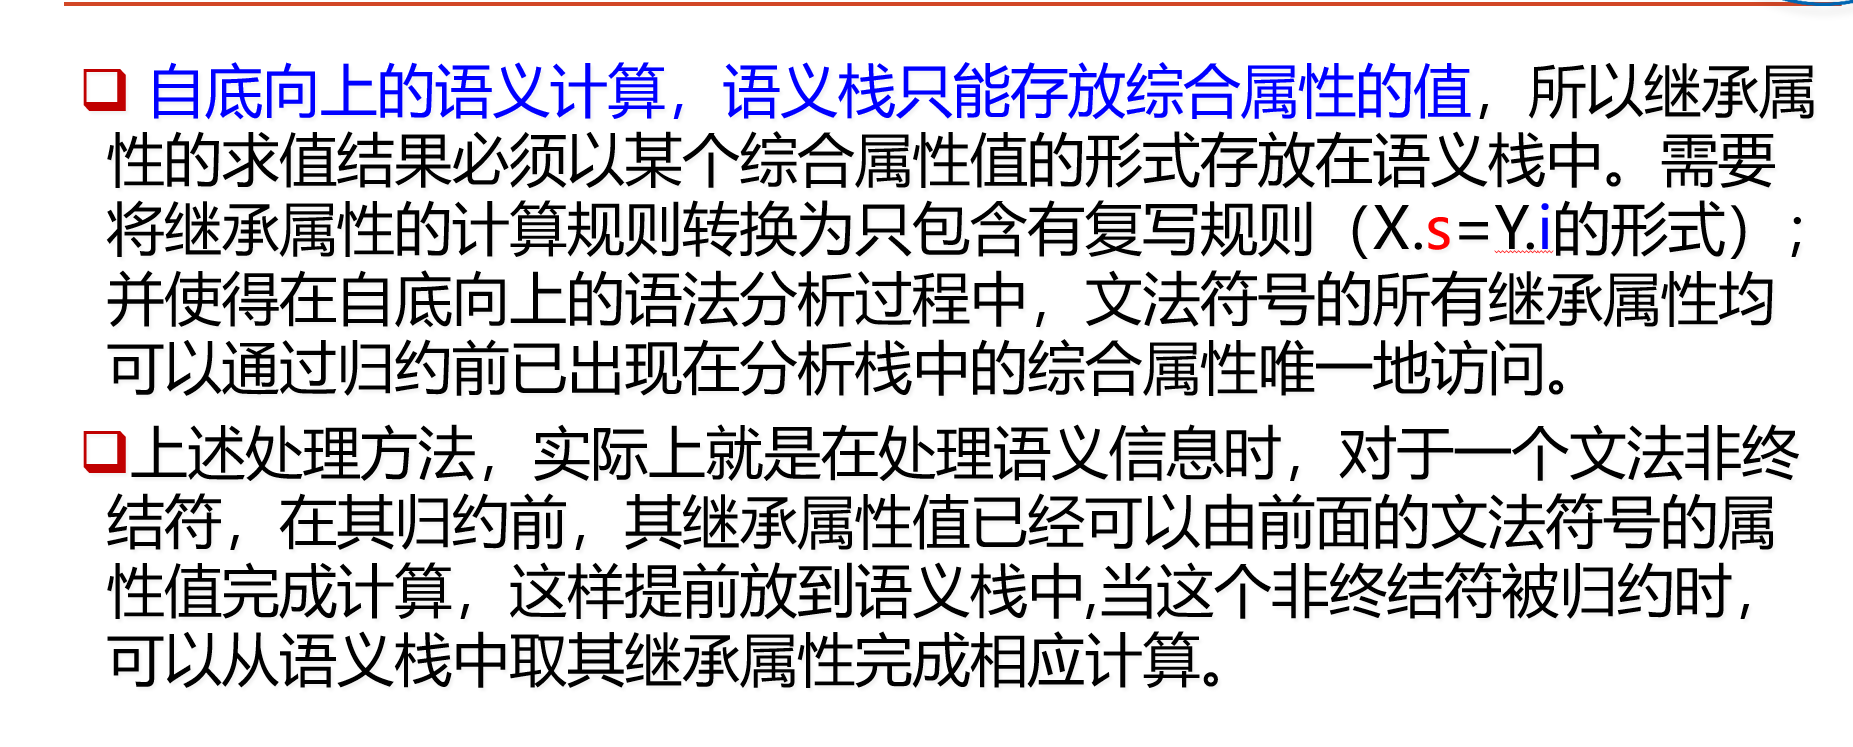 自底向上的语义计算，语义栈只能存放综合属性的值，所以继承属
性的求值结果必须以某个综合属性值的形式存放在语义栈中。需要
将继承属性的计算规则转换为只包含有复写规则（X.s=Y.i的形式）；
并使得在自底向上的语法分析过程中，文法符号的所有继承属性均
可以通过归约前已出现在分析栈中的综合属性唯一地访问。
上述处理方法，实际上就是在处理语义信息时，对于一个文法非终
结符，在其归约前，其继承属性值已经可以由前面的文法符号的属
性值完成计算，这样提前放到语义栈中,当这个非终结符被归约时，
可以从语义栈中取其继承属性完成相应计算。